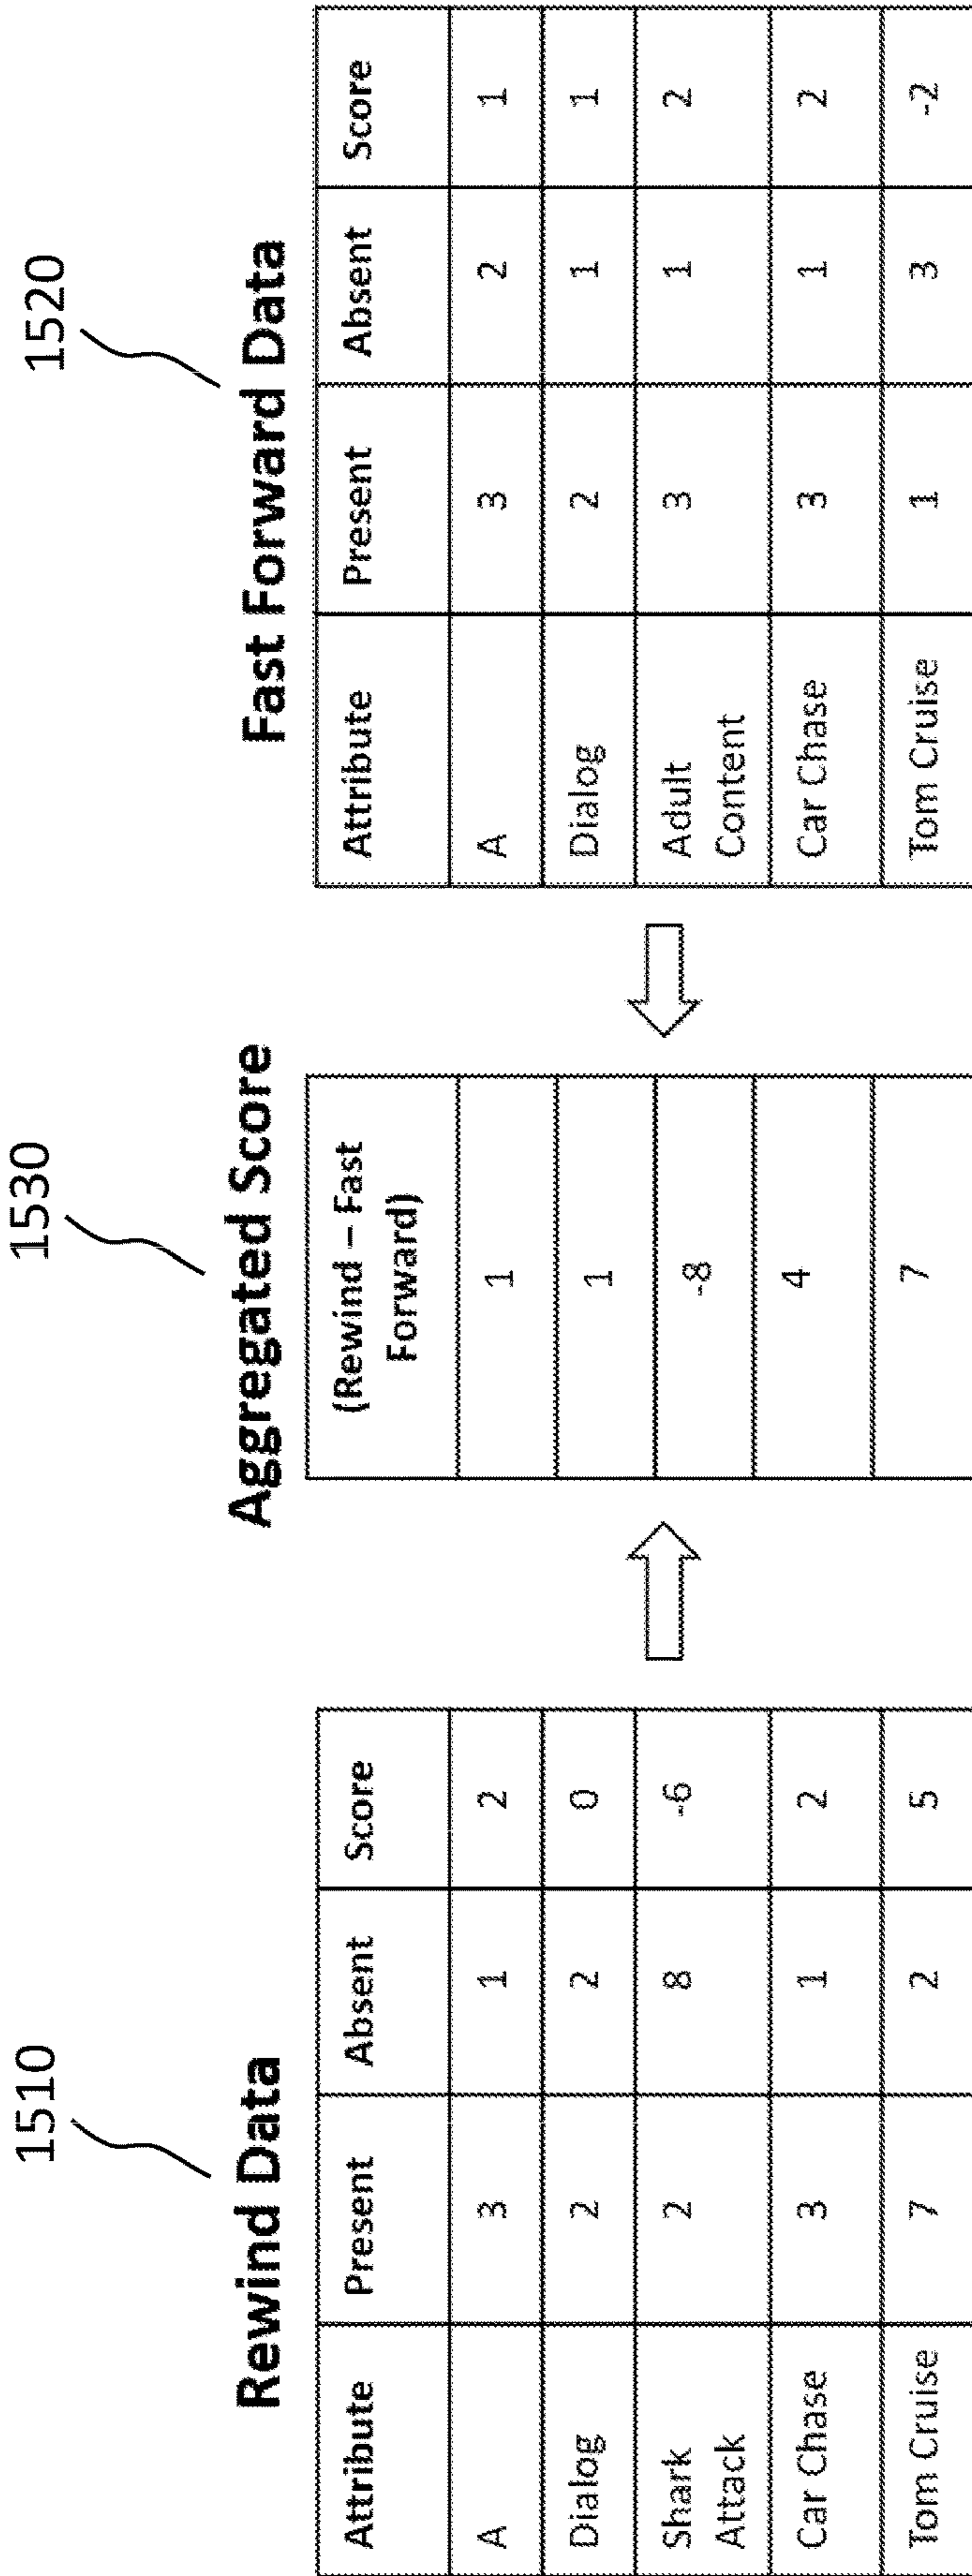 1510
Rewind Data
Attribute Present Absent Score
A 3 1 2
Dialog 2 2 0
Shark
Attack 2 8 -6
Car Chase 3 1 2
Tom Cruise 7 2 5
1530
Aggregated Score
(Rewind – Fast
Forward)
1
1
-8
4
7
1520
Fast Forward Data
Attribute Present Absent Score
A 3 2 1
Dialog 2 1 1
Adult
Content 3 1 2
Car Chase 3 1 2
Tom Cruise 1 3 -2